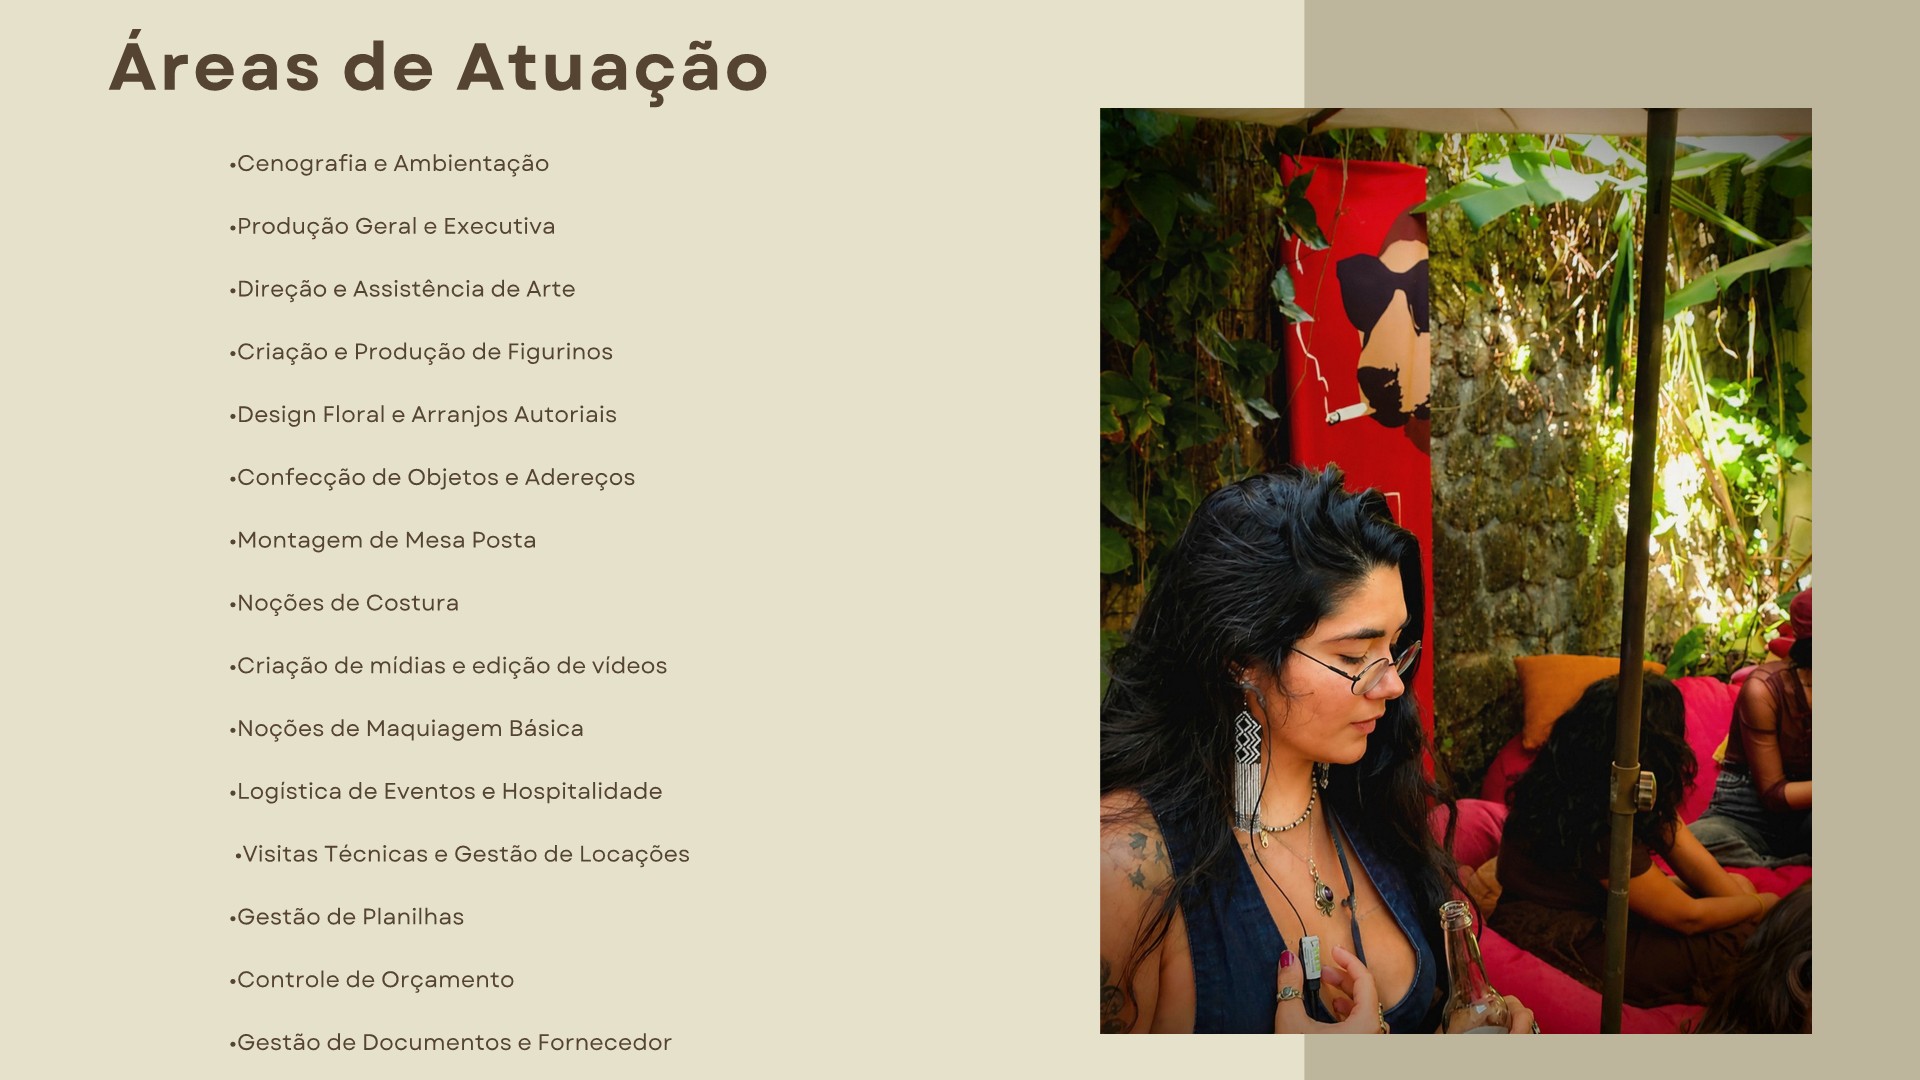 Áreas de Atuação
•Cenografia e Ambientação
•Produção Geral e Executiva
•Direção e Assistência de Arte
•Criação e Produção de Figurinos
•Design Floral e Arranjos Autoriais
•Confecção de Objetos e Adereços
•Montagem de Mesa Posta
•Noções de Costura
•Criação de mídias e edição de vídeos
•Noções de Maquiagem Básica
•Logística de Eventos e Hospitalidade
•Visitas Técnicas e Gestão de Locações
•Gestão de Planilhas
•Controle de Orçamento
•Gestão de Documentos e Fornecedor